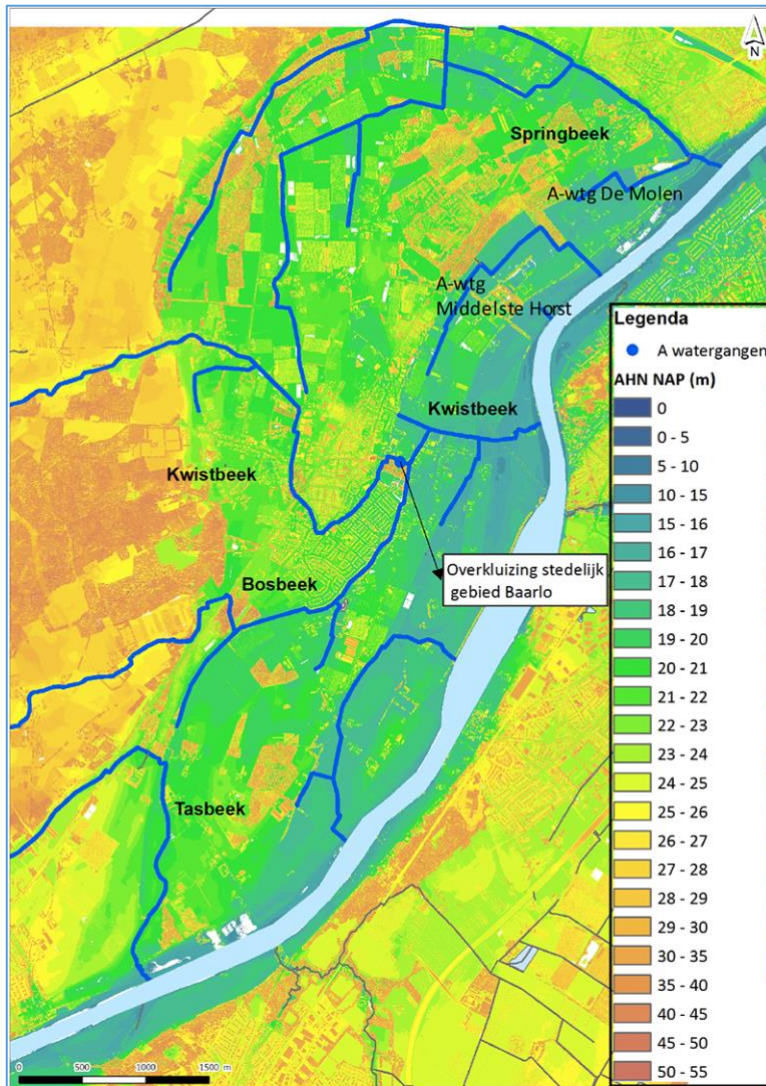 N
Springbeek
A-wtg De Molen
A-wtg
Middelste Horst
Kwistbeek
Kwistbeek
Bosbeek
Overkluizing stedelijk
gebied Baarlo
Tasbeek
Legenda
A watergangen
AHN NAP (m)
0
0 - 5
5 - 10
10 - 15
15 - 16
16 - 17
17 - 18
18 - 19
19 - 20
20 - 21
21 - 22
22 - 23
23 - 24
24 - 25
25 - 26
26 - 27
27 - 28
28 - 29
29 - 30
30 - 35
35 - 40
40 - 45
45 - 50
50 - 55
0 500 1000 1500 m